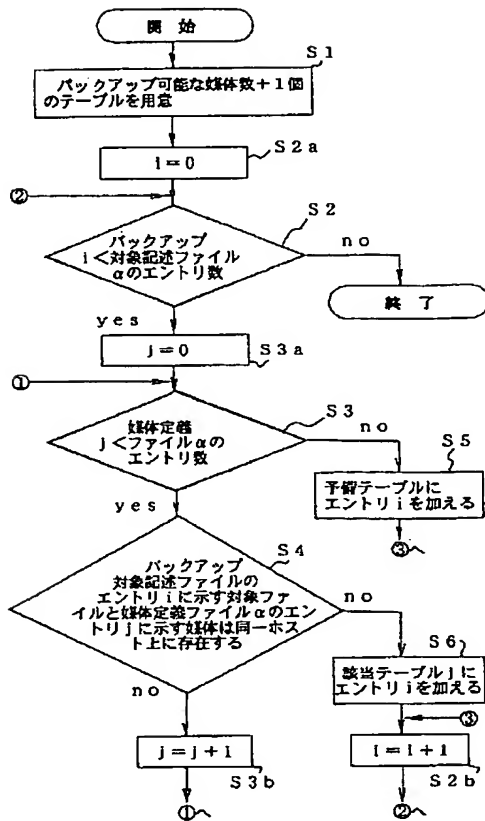 開始
S1
バックアップ可能な媒体数+1個
のテーブルを用意
S2a
i=0
②
S2
バックアップ
i<対象記述ファイル
αのエントリ数
no
終了
yes
j=0
S3a
①
S3
媒体定義
j<ファイルαの
エントリ数
no
S5
予備テーブルに
エントリiを加える
③
yes
S4
バックアップ
対象記述ファイルの
エントリiに示す対象ファ
イルと媒体定義ファイルαのエン
トリjに示す媒体は同一ホス
ト上に存在する
no
S6
該当テーブルjに
エントリiを加える
③
no
j=j+1
S3b
①
i=i+1
S2b
②